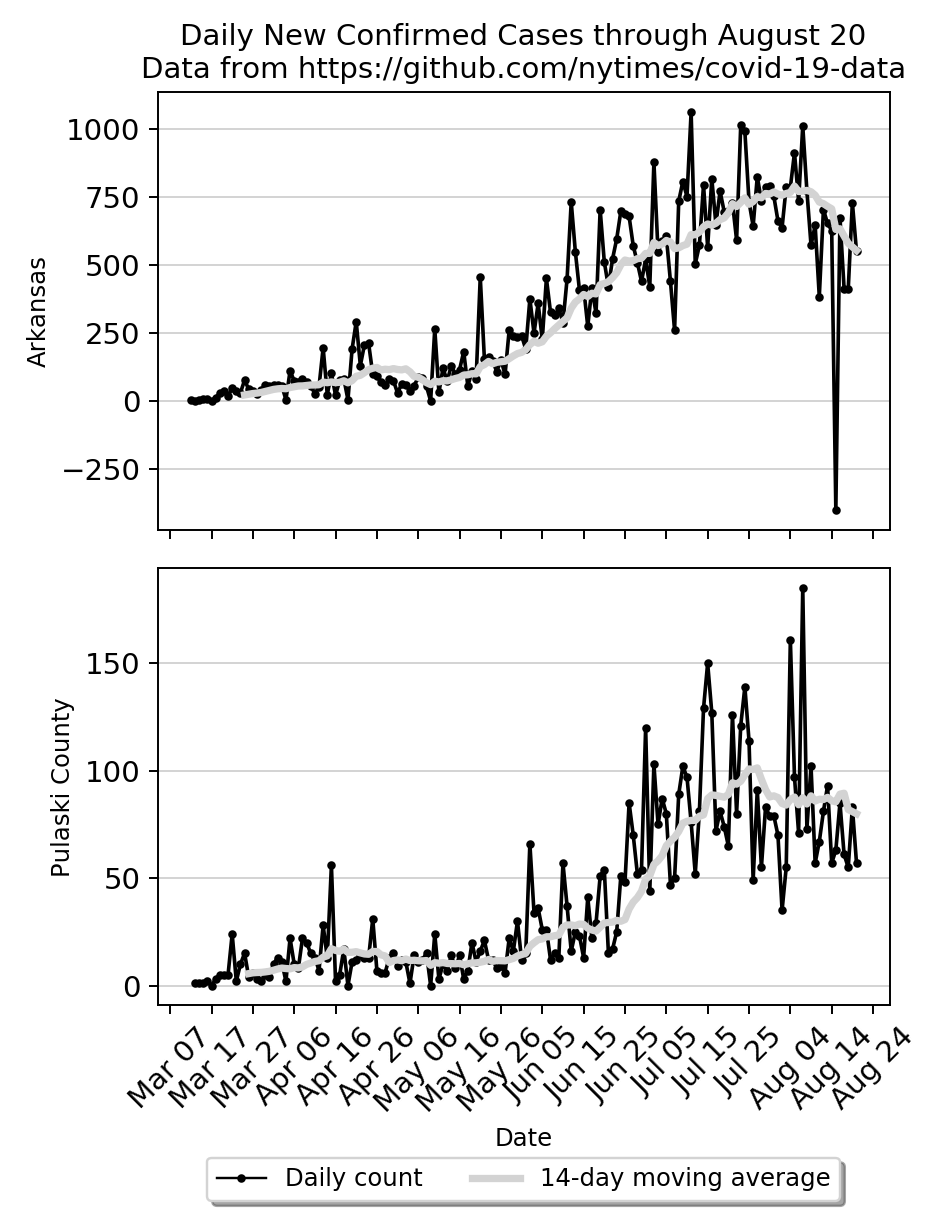 Daily New Confirmed Cases through August 20
Data from https://github.com/nytimes/covid-19-data
1000
750
500
250
0
−250
Arkansas
150
100
50
0
Pulaski County
Mar 07
Mar 17
Mar 27
Apr 06
Apr 16
Apr 26
May 06
May 16
May 26
Jun 05
Jun 15
Jun 25
Jul 05
Jul 15
Jul 25
Aug 04
Aug 14
Aug 24
Date
Daily count
14-day moving average